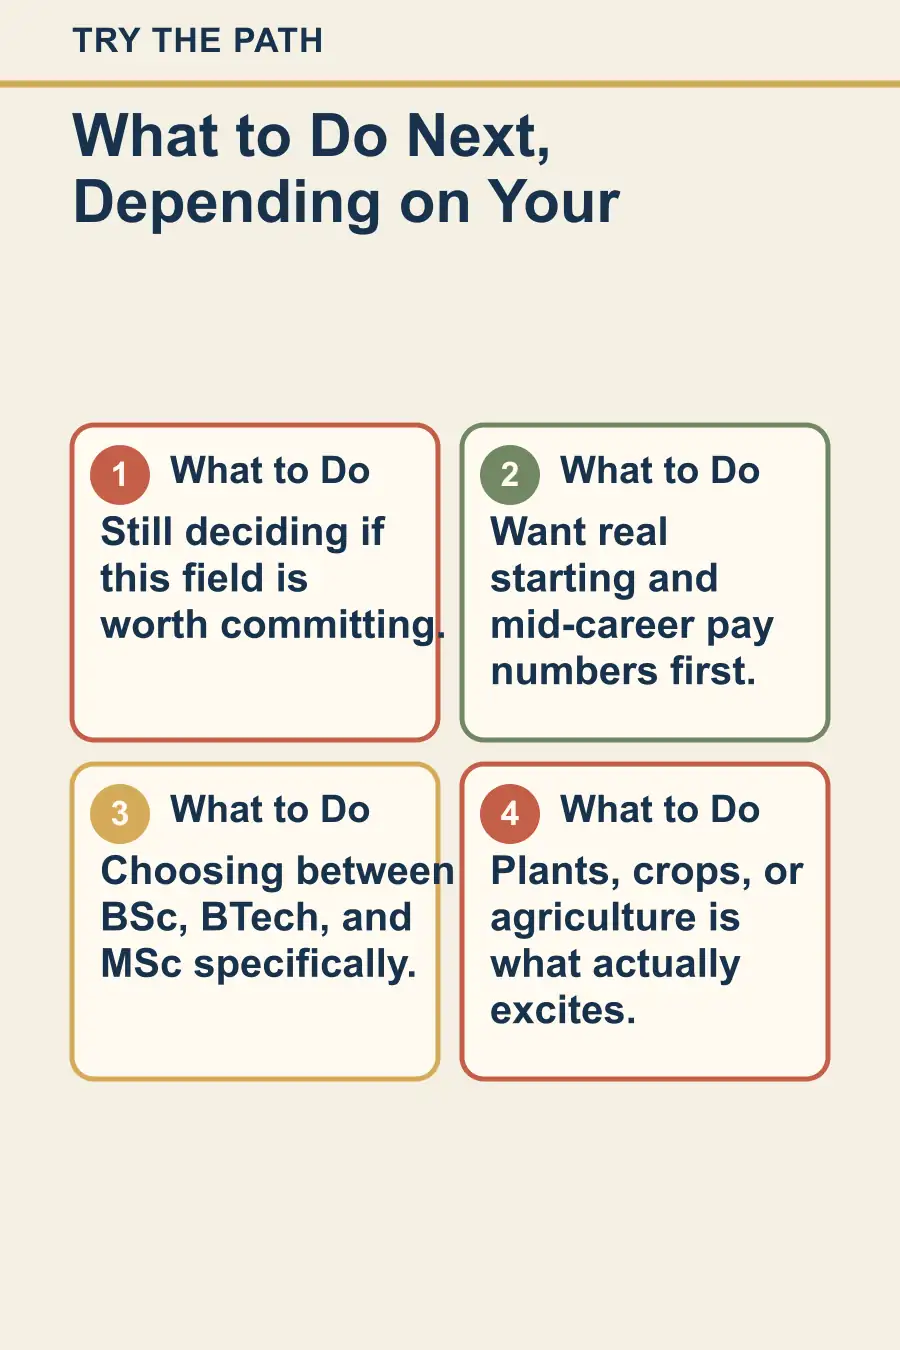 TRY THE PATH
What to Do Next,
Depending on Your
1 What to Do
Still deciding if
this field is
worth committing.
2 What to Do
Want real
starting and
mid-career pay
numbers first.
3 What to Do
Choosing between
BSc, BTech, and
MSc specifically.
4 What to Do
Plants, crops, or
agriculture is
what actually
excites.